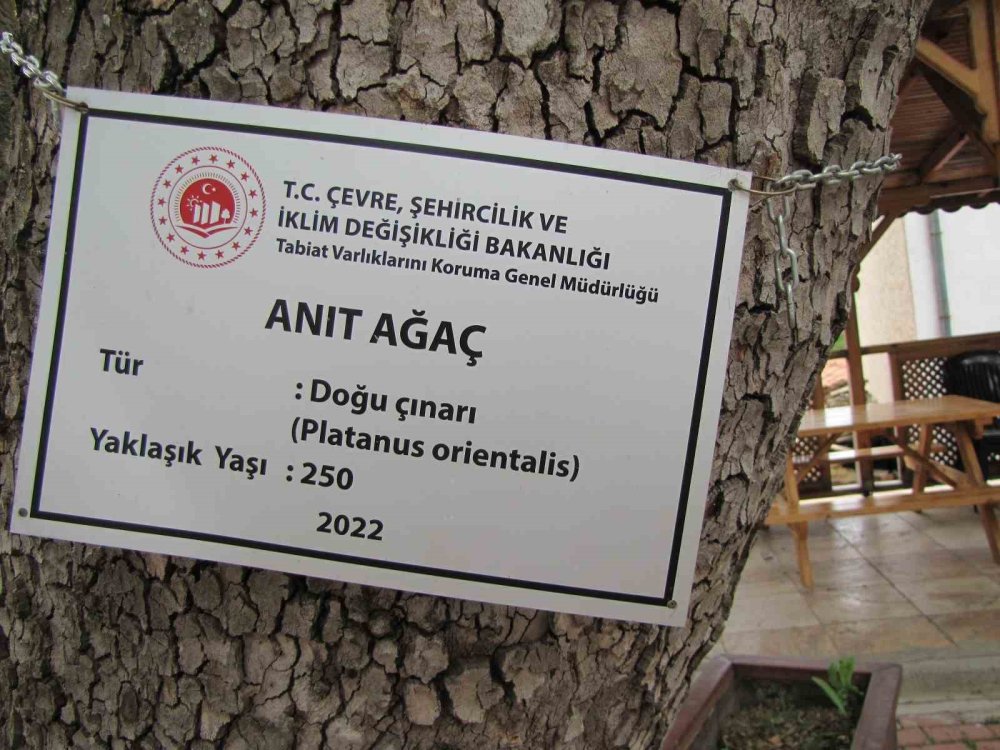 T.C. ÇEVRE, ŞEHİRCİLİK VE
İKLİM DEĞİŞİKLİĞİ BAKANLIĞI
Tabiat Varlıklarını Koruma Genel Müdürlüğü
ANIT AĞAÇ
Tür : Doğu çınarı
(Platanus orientalis)
Yaklaşık Yaşı : 250
2022